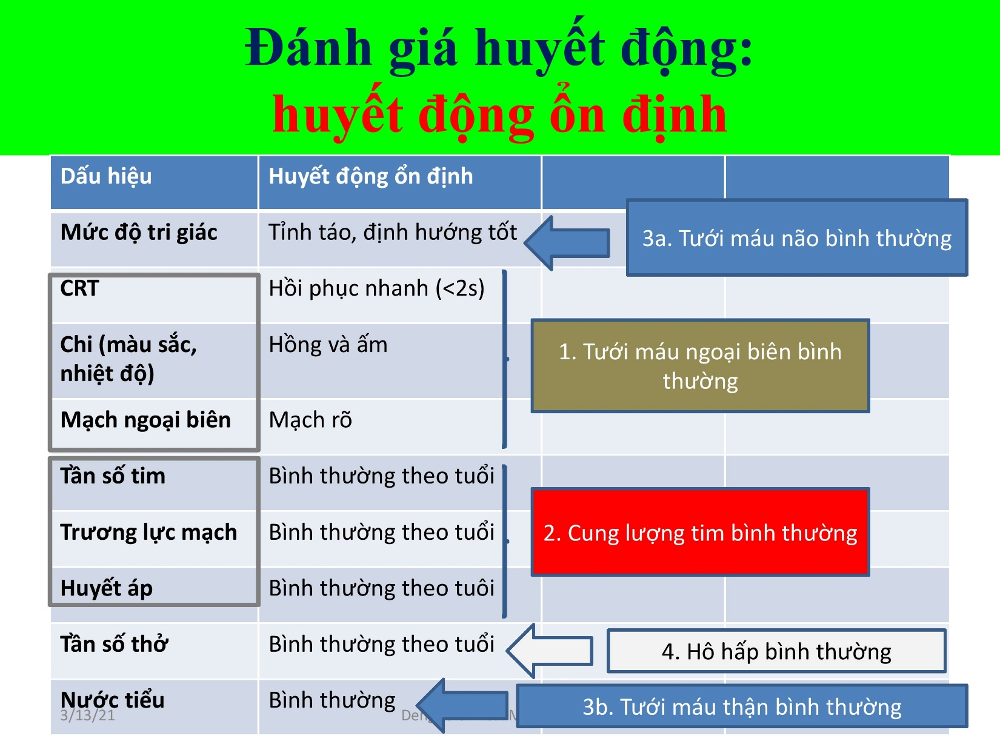 Đánh giá huyết động:
huyết động ổn định
Dấu hiệu Huyết động ổn định
Mức độ tri giác Tỉnh táo, định hướng tốt
3a. Tưới máu não bình thường
CRT Hồi phục nhanh (<2s)
Chi (màu sắc, Hồng và ấm
nhiệt độ)
1. Tưới máu ngoại biên bình
thường
Mạch ngoại biên Mạch rõ
Tần số tim Bình thường theo tuổi
Trương lực mạch Bình thường theo tuổi
2. Cung lượng tim bình thường
Huyết áp Bình thường theo tuôi
Tần số thở Bình thường theo tuổi
4. Hô hấp bình thường
Nước tiểu Bình thường
3b. Tưới máu thận bình thường
3/13/21